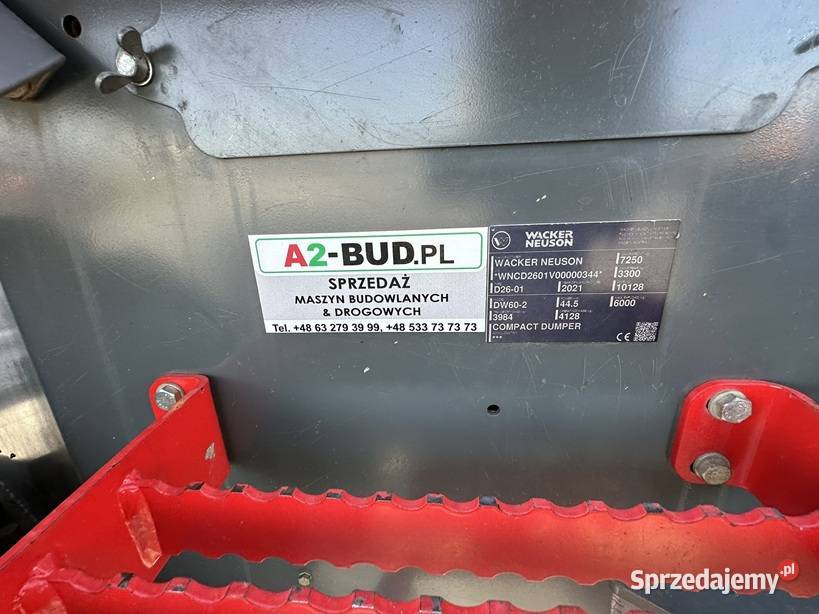 A2-BUD.PL
SPRZEDAŻ
MASZYN BUDOWLANYCH
& DROGOWYCH
Tel. +48 63 279 39 99, +48 533 73 73 73
WACKER
NEUSON
WACKER NEUSON 7250
*WNCD2601V00000344* 3300
D26-01 2021 10128
DW60-2 44.5 6000
3984 4128
COMPACT DUMPER
***
CE
Sprzedajemy.pl